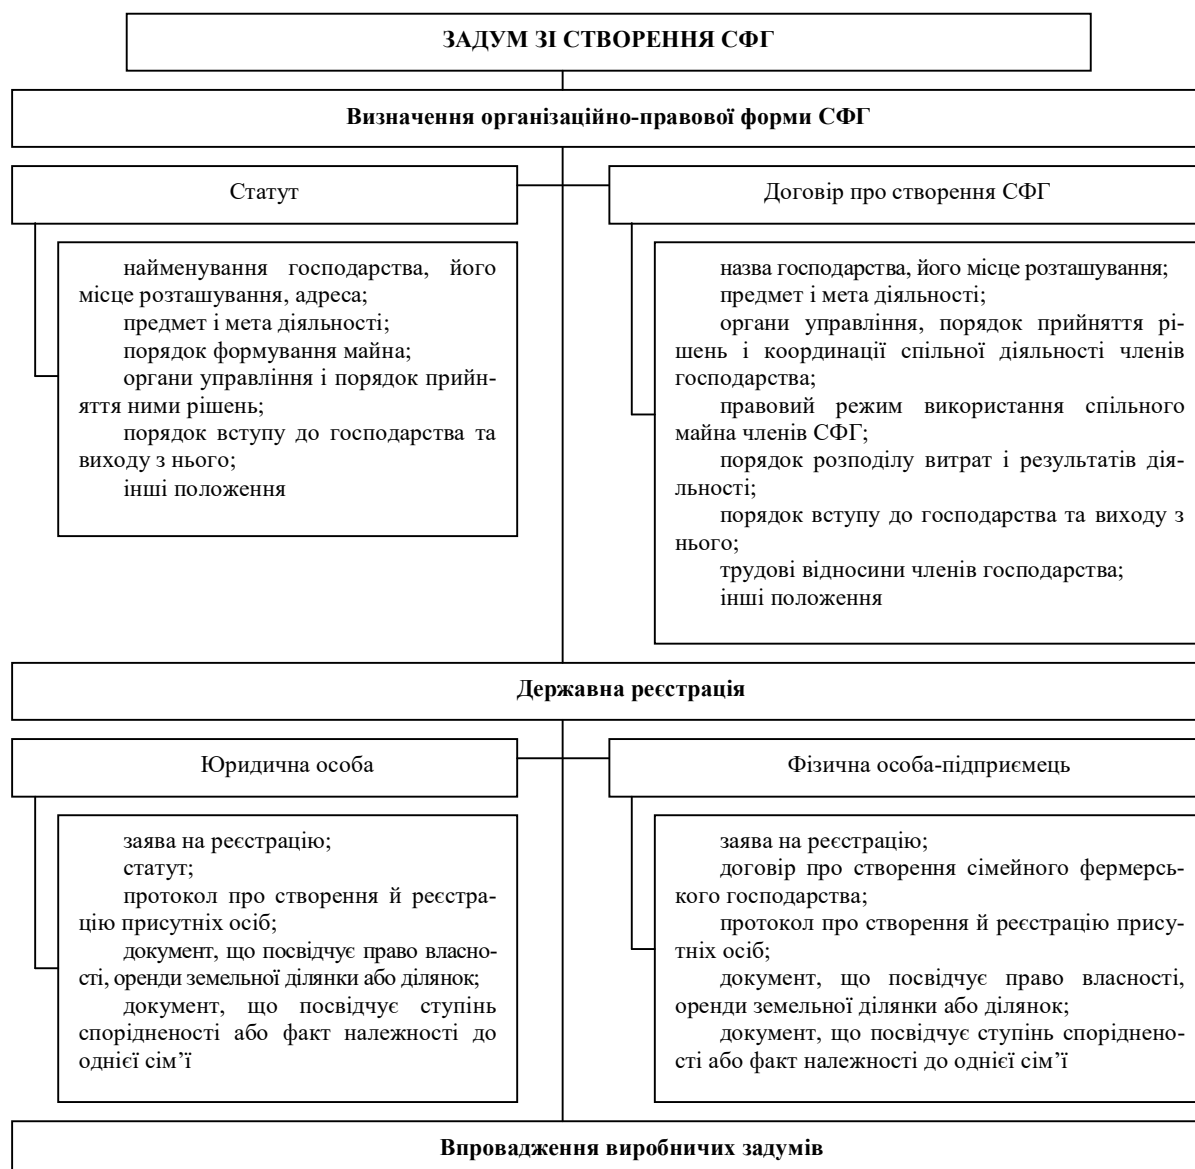 ЗАДУМ ЗІ СТВОРЕННЯ СФГ
Визначення організаційно-правової форми СФГ
Статут
найменування господарства, його
місце розташування, адреса;
предмет і мета діяльності;
порядок формування майна;
органи управління і порядок прийн-
яття ними рішень;
порядок вступу до господарства та
виходу з нього;
інші положення
Договір про створення СФГ
назва господарства, його місце розташування;
предмет і мета діяльності;
органи управління, порядок прийняття рі-
шень і координації спільної діяльності членів
господарства;
правовий режим використання спільного
майна членів СФГ;
порядок розподілу витрат і результатів дія-
льності;
порядок вступу до господарства та виходу з
нього;
трудові відносини членів господарства;
інші положення
Державна реєстрація
Юридична особа
заява на реєстрацію;
статут;
протокол про створення й реєстра-
цію присутніх осіб;
документ, що посвідчує право власно-
сті, оренди земельної ділянки або ділянок;
документ, що посвідчує ступінь
спорідненості або факт належності до
однієї сім’ї
Фізична особа-підприємець
заява на реєстрацію;
договір про створення сімейного фермерсь-
кого господарства;
протокол про створення й реєстрацію прису-
тніх осіб;
документ, що посвідчує право власності,
оренди земельної ділянки або ділянок;
документ, що посвідчує ступінь споріднено-
сті або факт належності до однієї сім’ї
Впровадження виробничих задумів